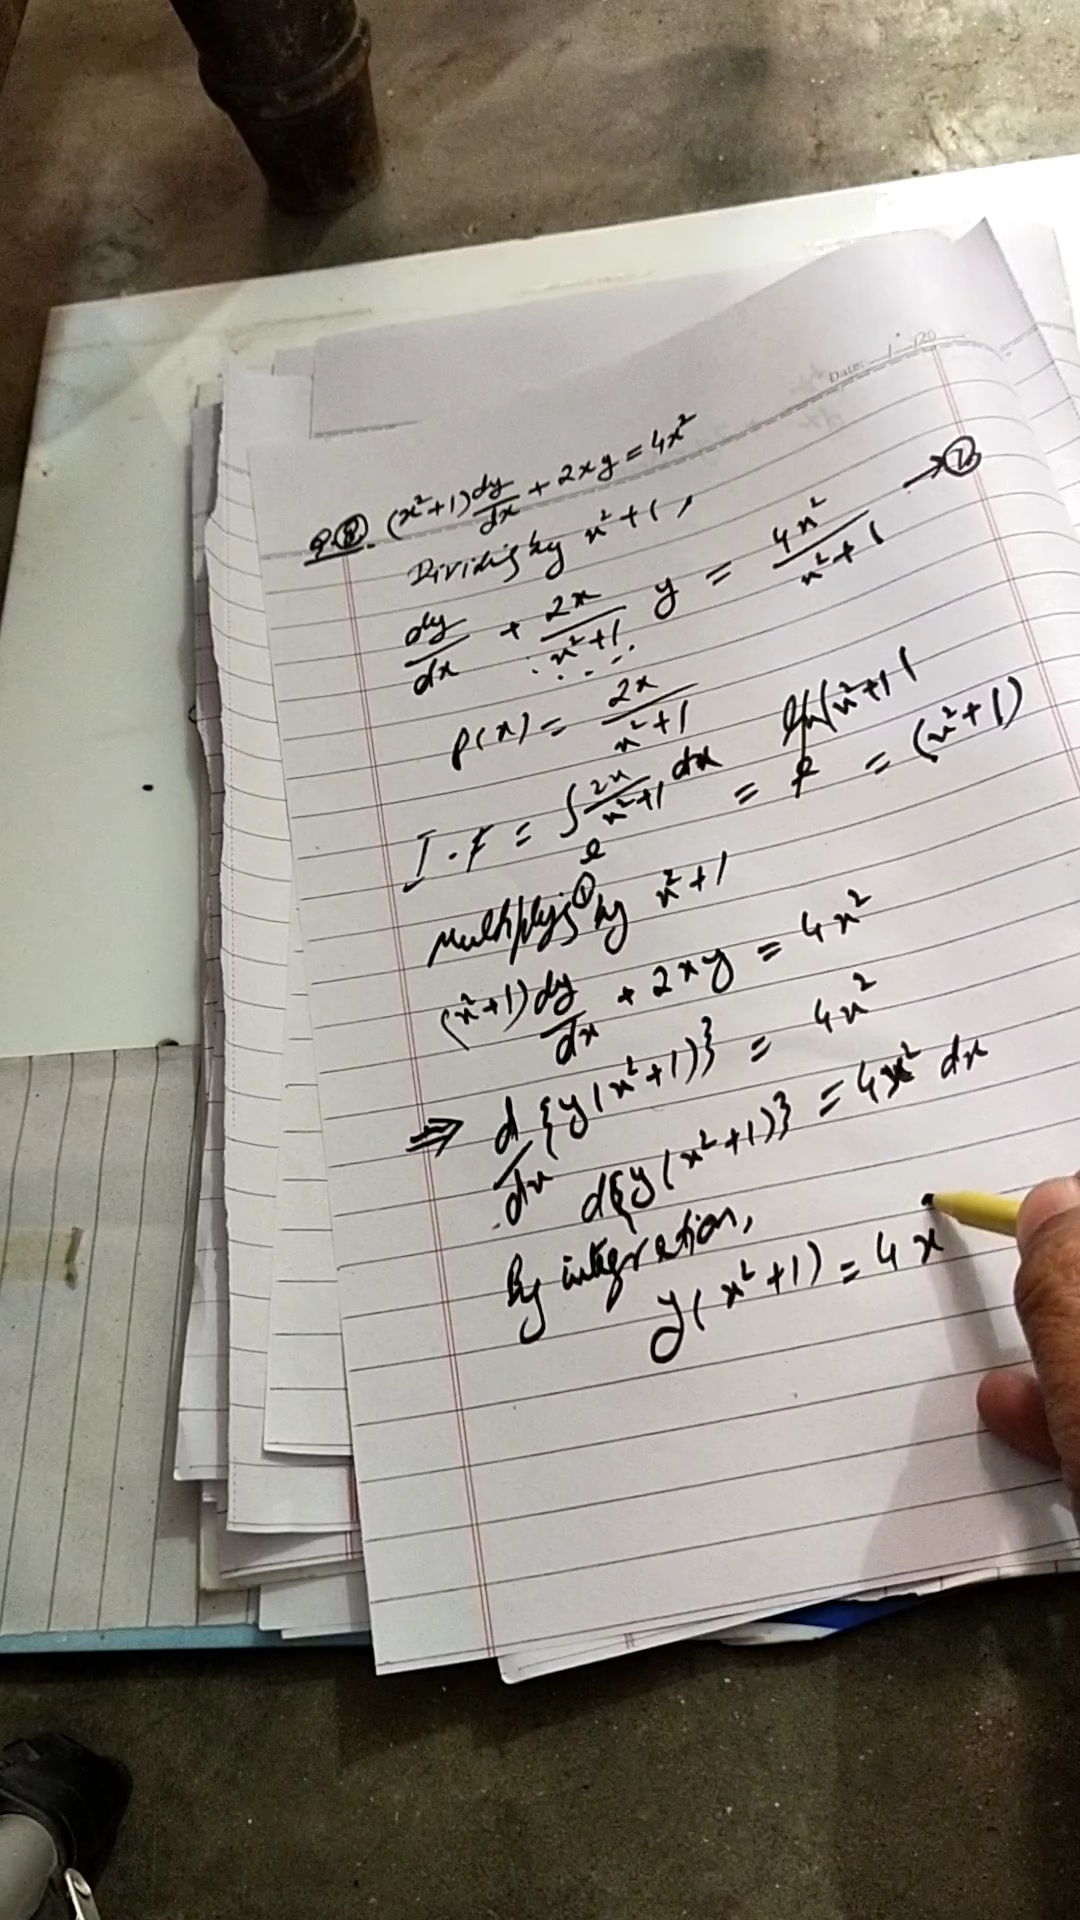 Date: / 20
Q.8. (x²+1) dy/dx + 2xy = 4x²
Dividing by x²+1,
dy/dx + 2x/(x²+1) y = 4x²/(x²+1) → ①
P(x) = 2x/(x²+1)
I.F = e^∫ 2x/(x²+1) dx = e^ln|x²+1| = (x²+1)
Multiplying ① by x²+1
(x²+1) dy/dx + 2xy = 4x²
⇒ d/dx {y(x²+1)} = 4x²
d{y(x²+1)} = 4x² dx
By integration,
y(x²+1) = 4x